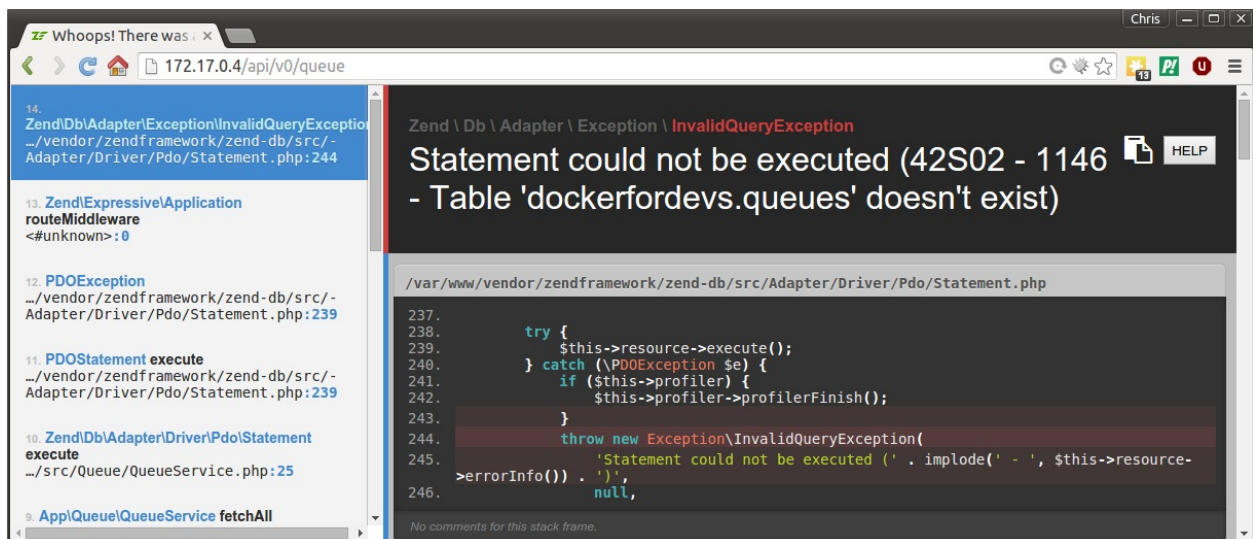 Chris
Whoops! There was a
172.17.0.4/api/v0/queue
13
P!
14.
Zend\Db\Adapter\Exception\InvalidQueryExceptio
…/vendor/zendframework/zend-db/src/-
Adapter/Driver/Pdo/Statement.php:244
13. Zend\Expressive\Application
routeMiddleware
<#unknown>:0
12. PDOException
…/vendor/zendframework/zend-db/src/-
Adapter/Driver/Pdo/Statement.php:239
11. PDOStatement execute
…/vendor/zendframework/zend-db/src/-
Adapter/Driver/Pdo/Statement.php:239
10. Zend\Db\Adapter\Driver\Pdo\Statement
execute
…/src/Queue/QueueService.php:25
9. App\Queue\QueueService fetchAll
Zend \ Db \ Adapter \ Exception \ InvalidQueryException
Statement could not be executed (42S02 - 1146
- Table 'dockerfordevs.queues' doesn't exist)
HELP
/var/www/vendor/zendframework/zend-db/src/Adapter/Driver/Pdo/Statement.php
237.
238. try {
239. $this->resource->execute();
240. } catch (\PDOException $e) {
241. if ($this->profiler) {
242. $this->profiler->profilerFinish();
243. }
244. throw new Exception\InvalidQueryException(
245. 'Statement could not be executed (' . implode(' - ', $this->resource-
>errorInfo()) . ')',
246. null,
No comments for this stack frame.